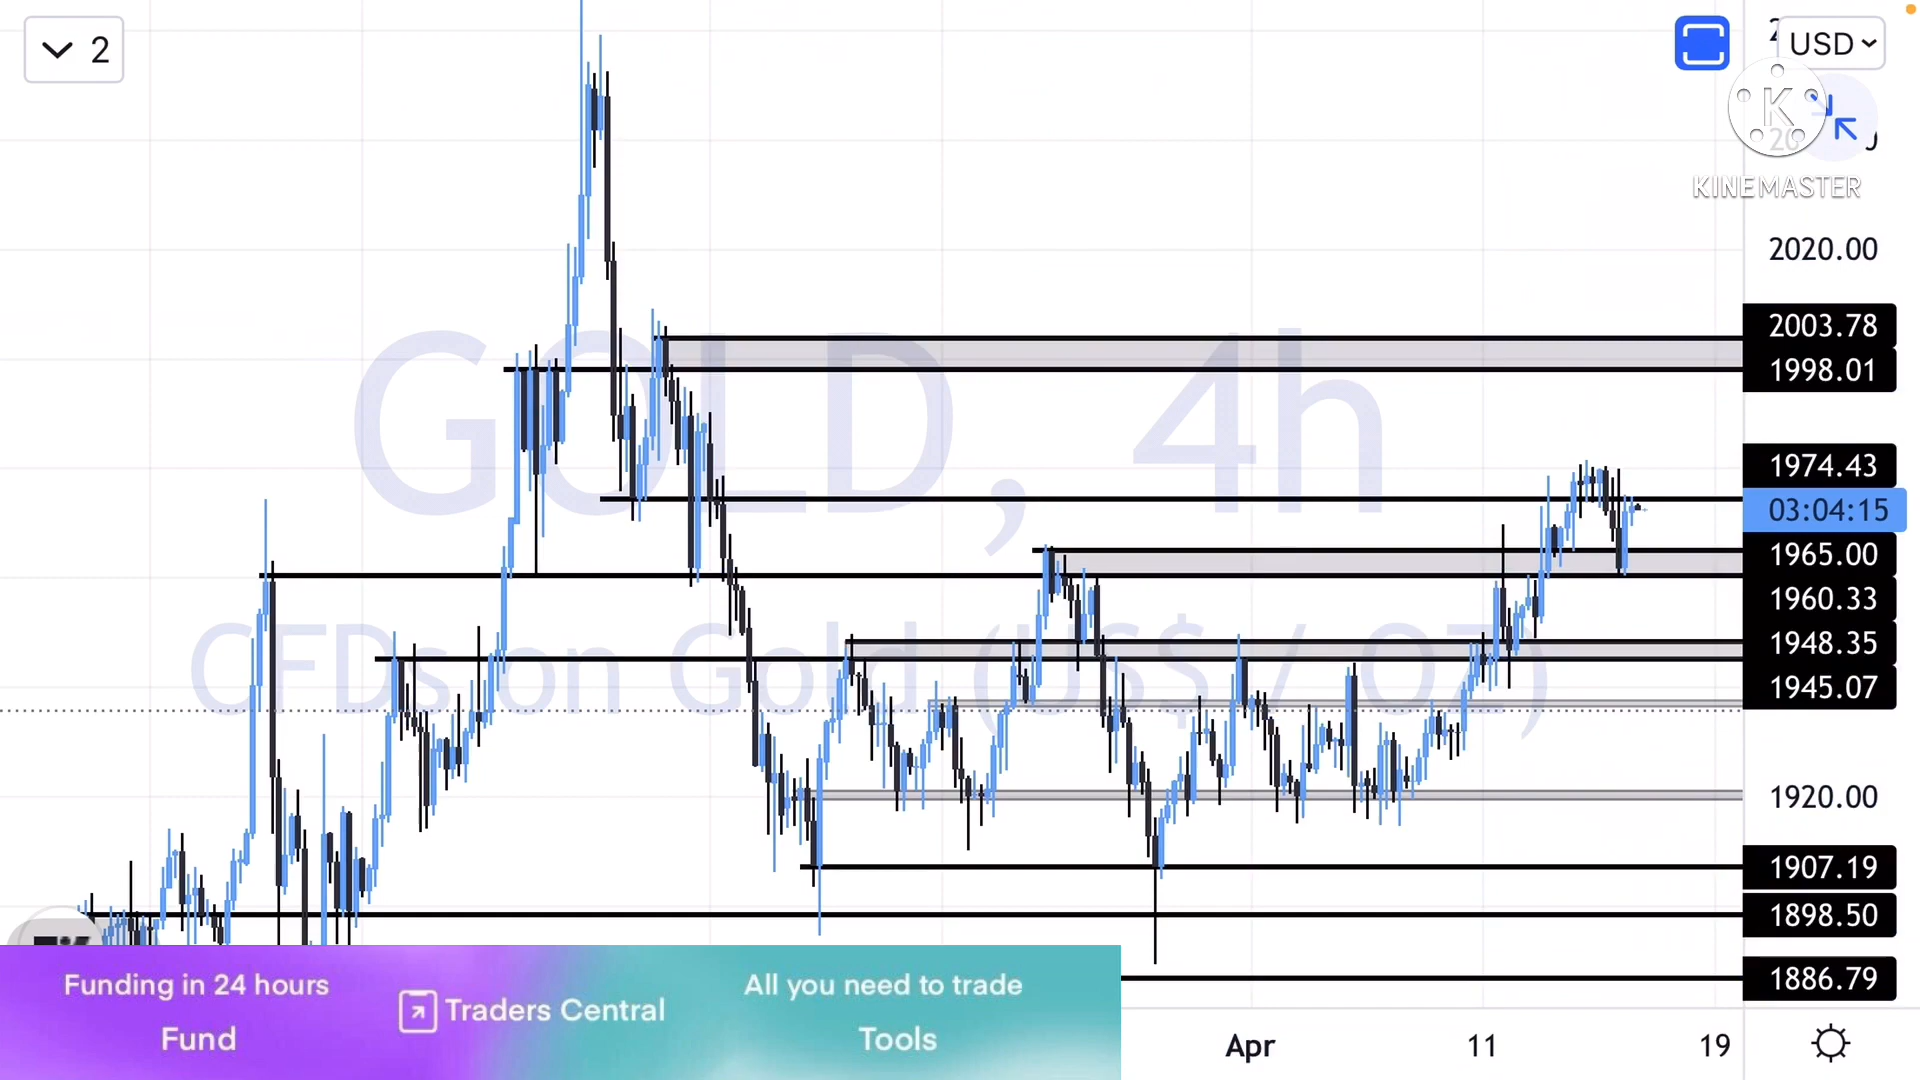 2
USD
K
KINEMASTER
2020.00
2003.78
1998.01
GOLD, 4h
1974.43
03:04:15
1965.00
1960.33
CFDs on Gold (US$ / OZ)
1948.35
1945.07
1920.00
1907.19
1898.50
1886.79
Funding in 24 hours
Fund
Traders Central
All you need to trade
Tools
Apr
11
19